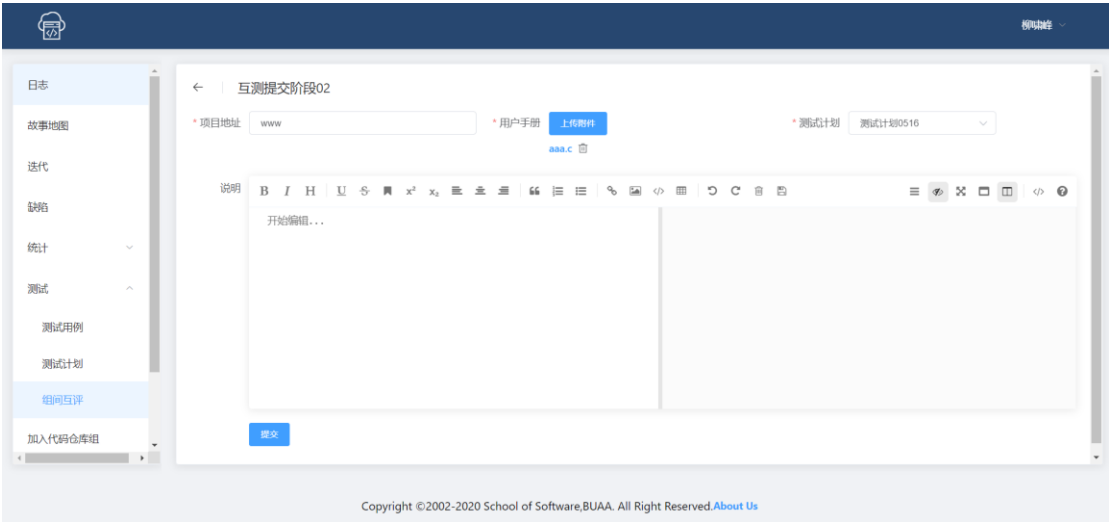 柳啸峰
日志
故事地图
迭代
缺陷
统计
测试
测试用例
测试计划
组间互评
加入代码仓库组
互测提交阶段02
* 项目地址 www
* 用户手册 上传附件
aaa.c
* 测试计划 测试计划0516
说明
B I H U S x² x₂
开始编辑...
提交
Copyright ©2002-2020 School of Software,BUAA. All Right Reserved.About Us